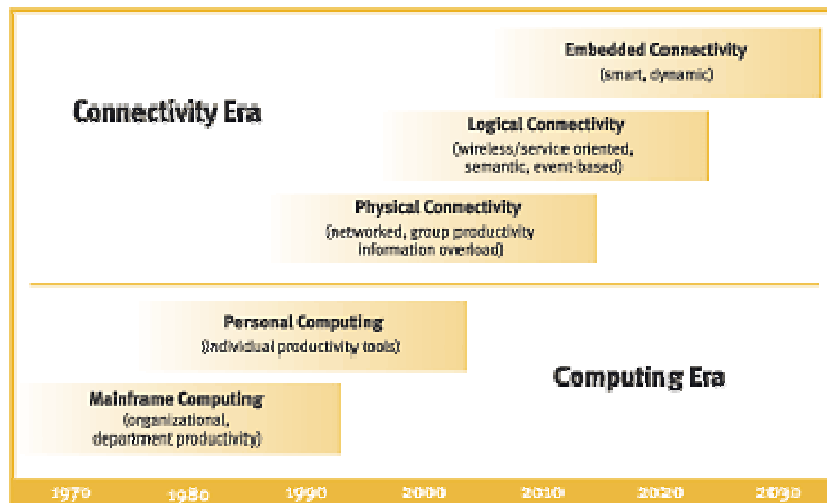 Embedded Connectivity
(smart, dynamic)
Connectivity Era
Logical Connectivity
(wireless/service oriented,
semantic, event-based)
Physical Connectivity
(networked, group productivity
information overload)
Personal Computing
(individual productivity tools)
Computing Era
Mainframe Computing
(organizational,
department productivity)
1970 1980 1990 2000 2010 2020 2030